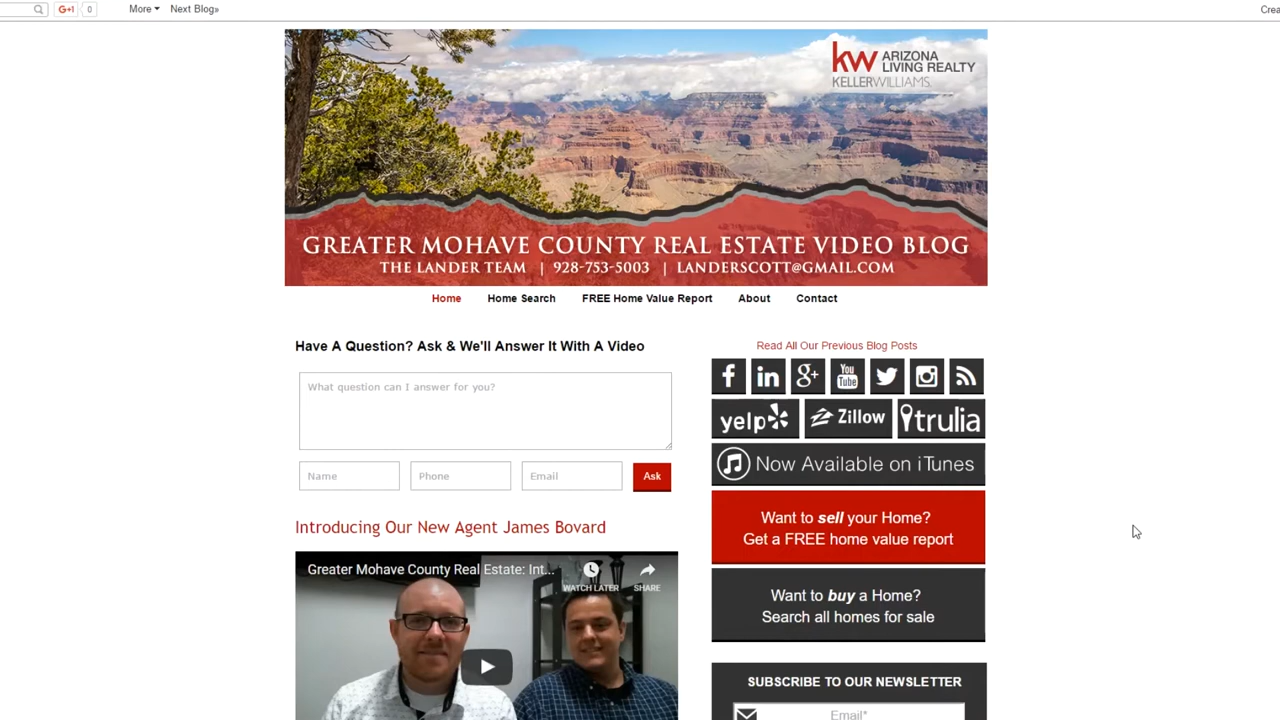 0
More
Next Blog»
Crea
kw ARIZONA
LIVING REALTY
KELLERWILLIAMS.
GREATER MOHAVE COUNTY REAL ESTATE VIDEO BLOG
THE LANDER TEAM | 928-753-5003 | LANDERSCOTT@GMAIL.COM
Home Home Search FREE Home Value Report About Contact
Have A Question? Ask & We'll Answer It With A Video
What question can I answer for you?
Name Phone Email Ask
Introducing Our New Agent James Bovard
Greater Mohave County Real Estate: Int...
WATCH LATER SHARE
Read All Our Previous Blog Posts
You Tube
yelp Zillow trulia
Now Available on iTunes
Want to sell your Home?
Get a FREE home value report
Want to buy a Home?
Search all homes for sale
SUBSCRIBE TO OUR NEWSLETTER
Email*